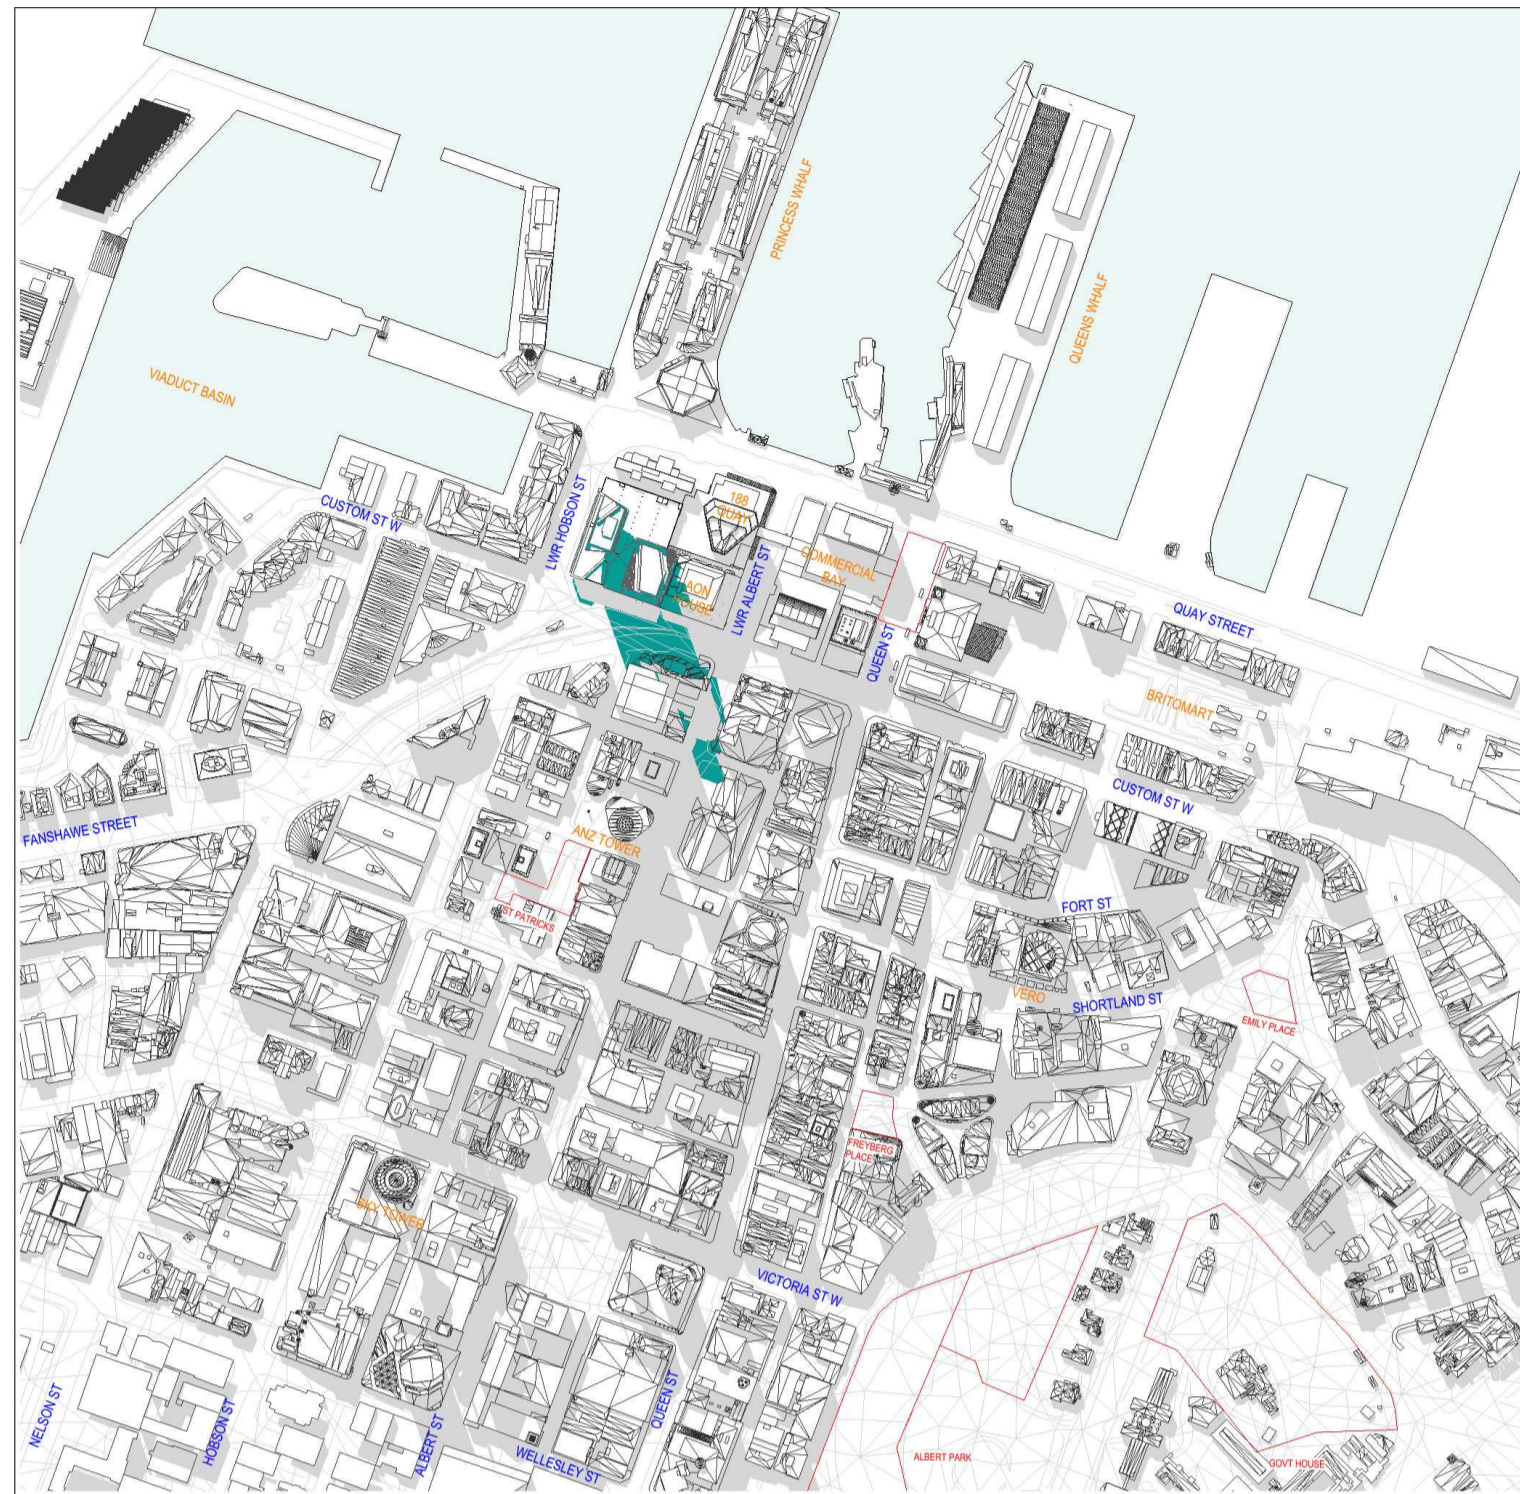 PRINCESS WHALF
QUEENS WHALF
VIADUCT BASIN
CUSTOM ST W
LWR HOBSON ST
188
QUAY
LWR ALBERT ST
COMMERCIAL
BAY
AON
HOUSE
QUEEN ST
QUAY STREET
BRITOMART
CUSTOM ST W
FANSHAWE STREET
ANZ TOWER
ST PATRICKS
FORT ST
VERO
SHORTLAND ST
EMILY PLACE
FREYBERG
PLACE
SKY TOWER
VICTORIA ST W
NELSON ST
HOBSON ST
ALBERT ST
WELLESLEY ST
QUEEN ST
ALBERT PARK
GOVT HOUSE